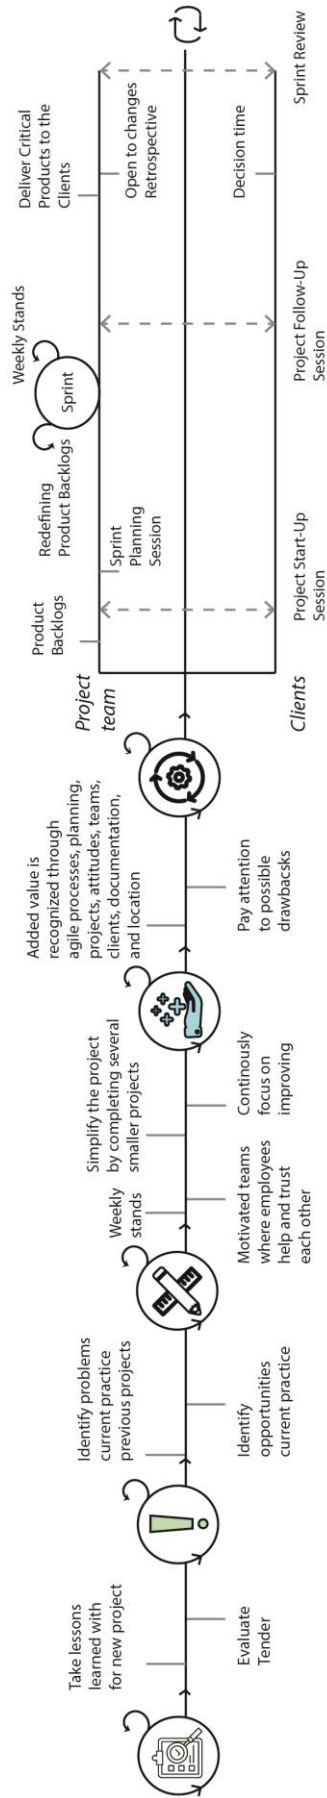 Take lessons
learned with
for new project
Evaluate
Tender
Identify problems
current practice
previous projects
Identify
opportunities
current practice
Weekly
stands
Motivated teams
where employees
help and trust
each other
Simplify the project
by completing several
smaller projects
Continously
focus on
improving
Added value is
recognized through
agile processes, planning,
projects, attitudes, teams,
clients, documentation,
and location
Pay attention
to possible
drawbacsks
Project
team
Clients
Product
Backlogs
Sprint
Planning
Session
Project Start-Up
Session
Redefining
Product Backlogs
Sprint
Weekly Stands
Project Follow-Up
Session
Deliver Critical
Products to the
Clients
Open to changes
Retrospective
Decision time
Sprint Review